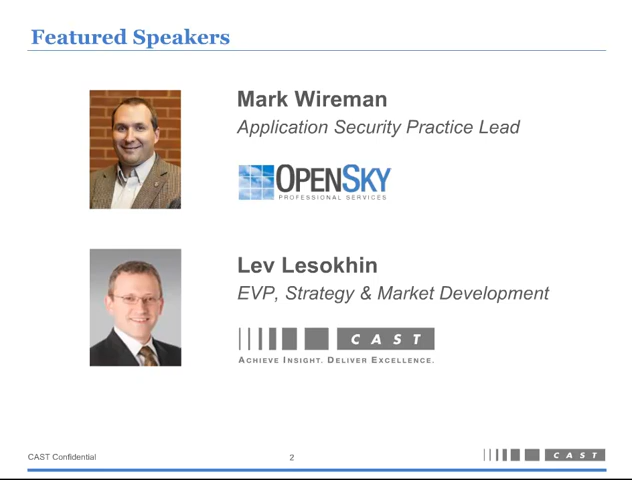 Featured Speakers
Mark Wireman
Application Security Practice Lead
OPENSKY
PROFESSIONAL SERVICES
Lev Lesokhin
EVP, Strategy & Market Development
CAST
ACHIEVE INSIGHT. DELIVER EXCELLENCE.
CAST Confidential
2
CAST